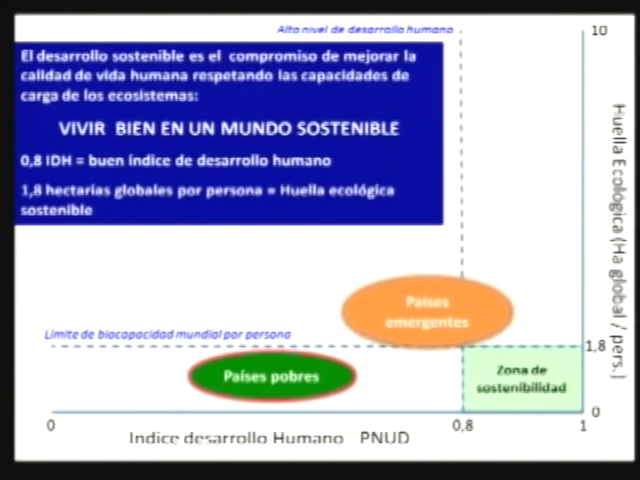 Alto nivel de desarrollo humano
10
El desarrollo sostenible es el compromiso de mejorar la
calidad de vida humana respetando las capacidades de
carga de los ecosistemas:
VIVIR BIEN EN UN MUNDO SOSTENIBLE
0,8 IDH = buen índice de desarrollo humano
1,8 hectarías globales por persona = Huella ecológica
sostenible
Huella Ecológica (Ha global / pers.)
Países
emergentes
Límite de biocapacidad mundial por persona
1,8
Países pobres
Zona de
sostenibilidad
0
0
0,8
1
Indice desarrollo Humano - PNUD